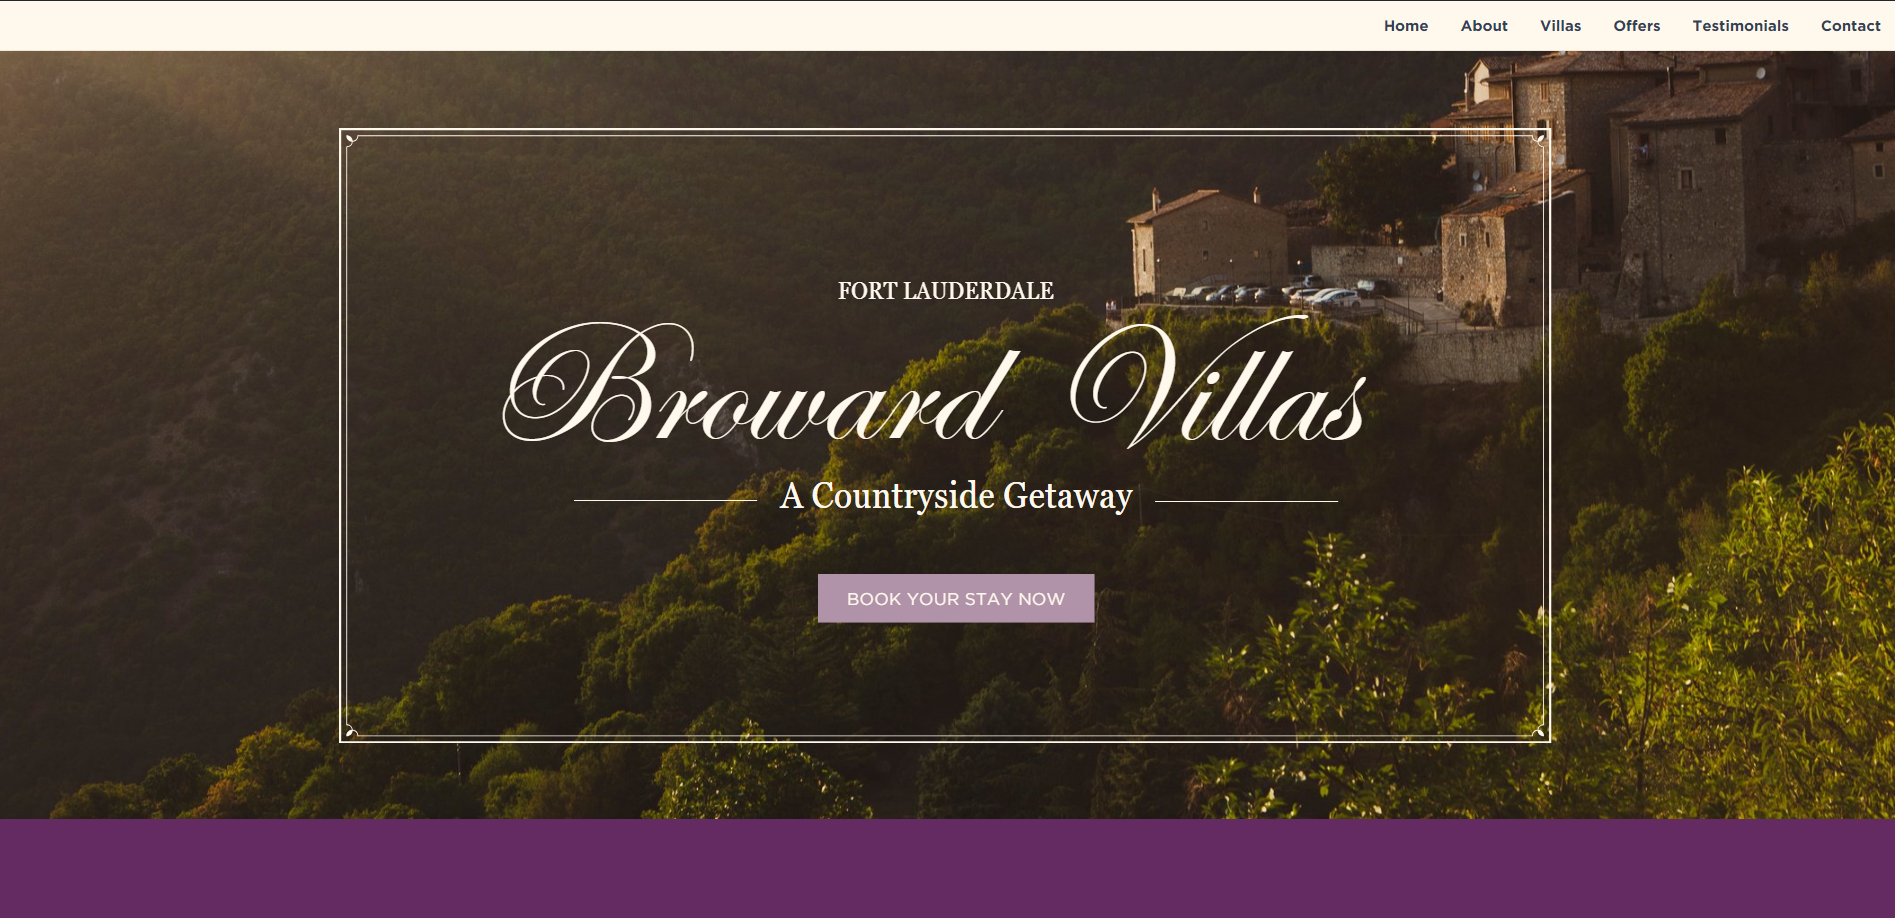 Home About Villas Offers Testimonials Contact
FORT LAUDERDALE
Broward Villas
A Countryside Getaway
BOOK YOUR STAY NOW